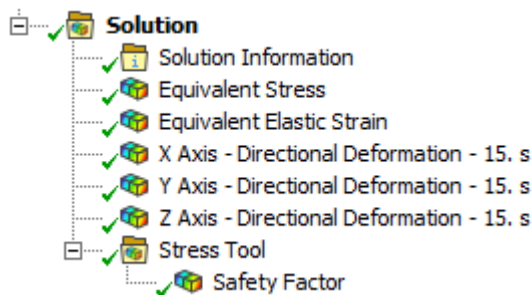 Solution
Solution Information
Equivalent Stress
Equivalent Elastic Strain
X Axis - Directional Deformation - 15. s
Y Axis - Directional Deformation - 15. s
Z Axis - Directional Deformation - 15. s
Stress Tool
Safety Factor